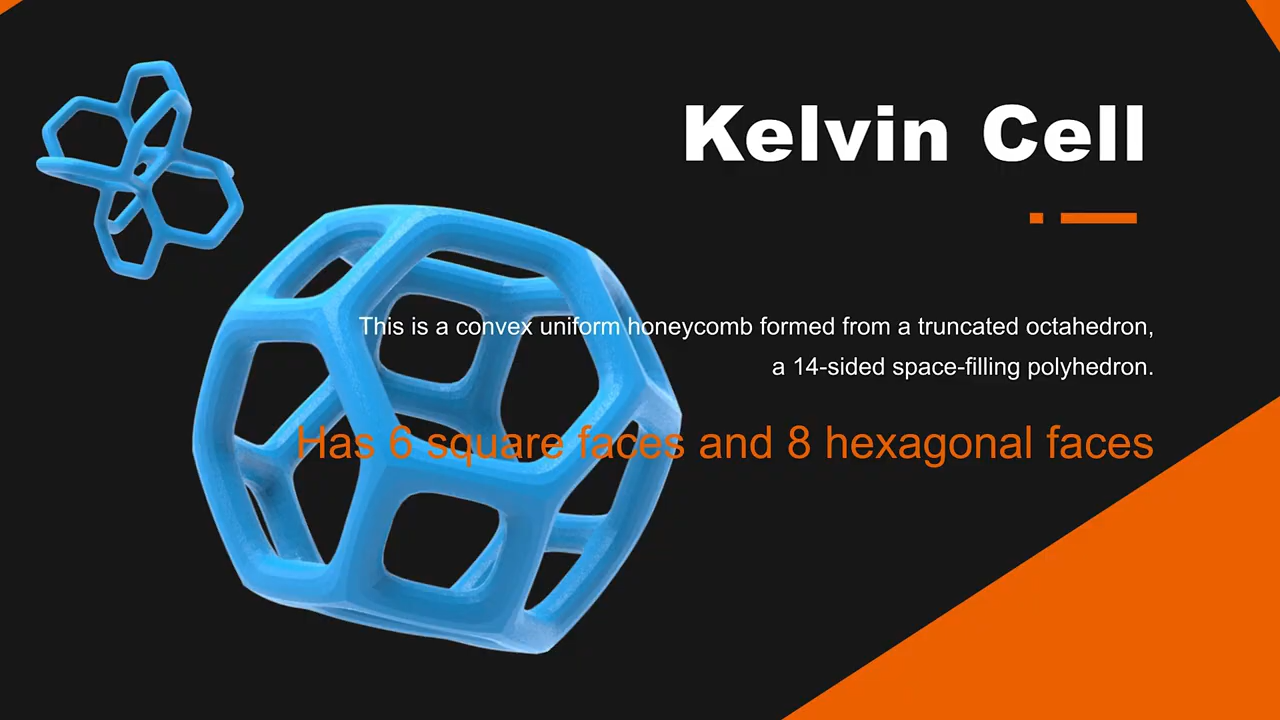 Kelvin Cell
This is a convex uniform honeycomb formed from a truncated octahedron,
a 14-sided space-filling polyhedron.
Has 6 square faces and 8 hexagonal faces